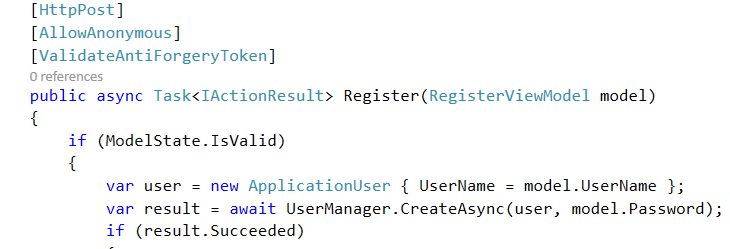 [HttpPost]
[AllowAnonymous]
[ValidateAntiForgeryToken]
0 references
public async Task<IActionResult> Register(RegisterViewModel model)
{
if (ModelState.IsValid)
{
var user = new ApplicationUser { UserName = model.UserName };
var result = await UserManager.CreateAsync(user, model.Password);
if (result.Succeeded)
{